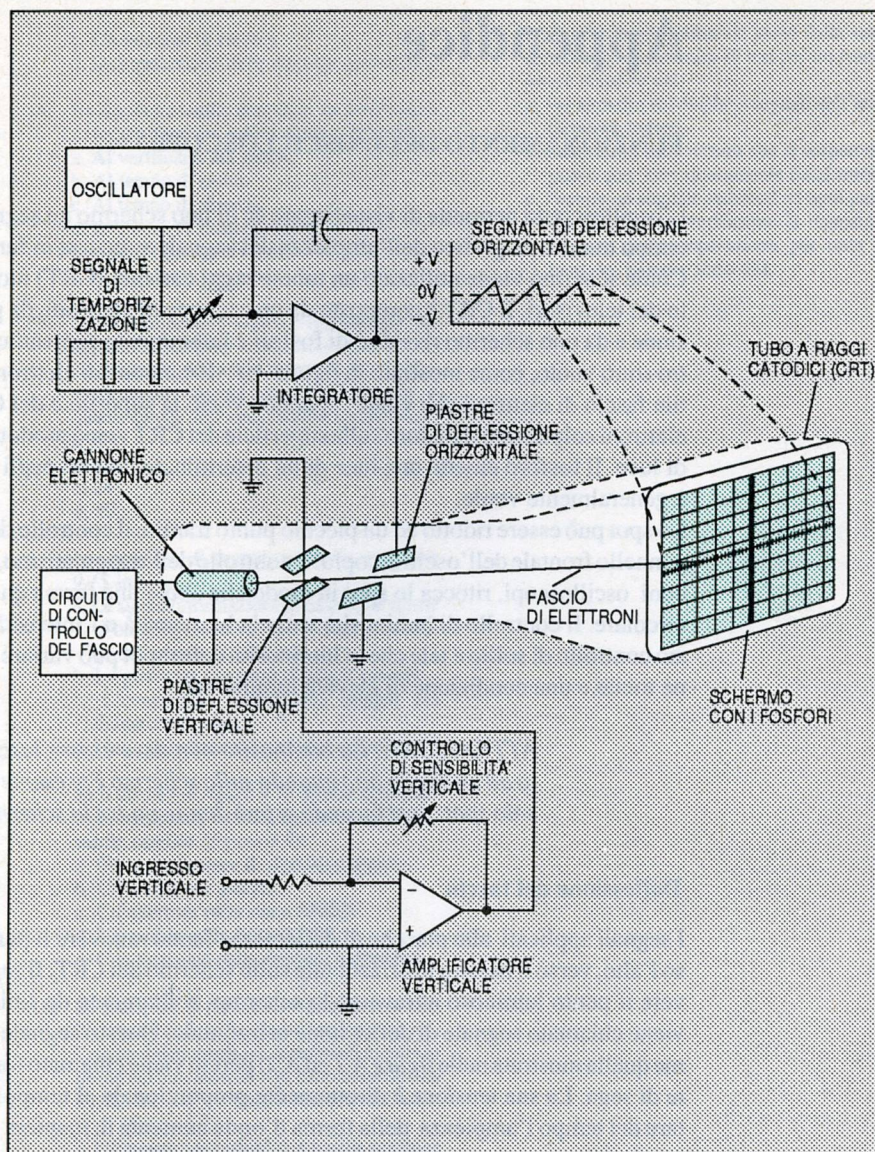 OSCILLATORE
SEGNALE
DI
TEMPORIZ-
ZAZIONE
INTEGRATORE
SEGNALE DI DEFLESSIONE
ORIZZONTALE
+V
0V
-V
TUBO A RAGGI
CATODICI (CRT)
PIASTRE
DI DEFLESSIONE
ORIZZONTALE
CANNONE
ELETTRONICO
CIRCUITO
DI CON-
TROLLO
DEL FASCIO
PIASTRE
DI DEFLESSIONE
VERTICALE
FASCIO
DI ELETTRONI
SCHERMO
CON I FOSFORI
CONTROLLO
DI SENSIBILITA'
VERTICALE
INGRESSO
VERTICALE
-
+
AMPLIFICATORE
VERTICALE